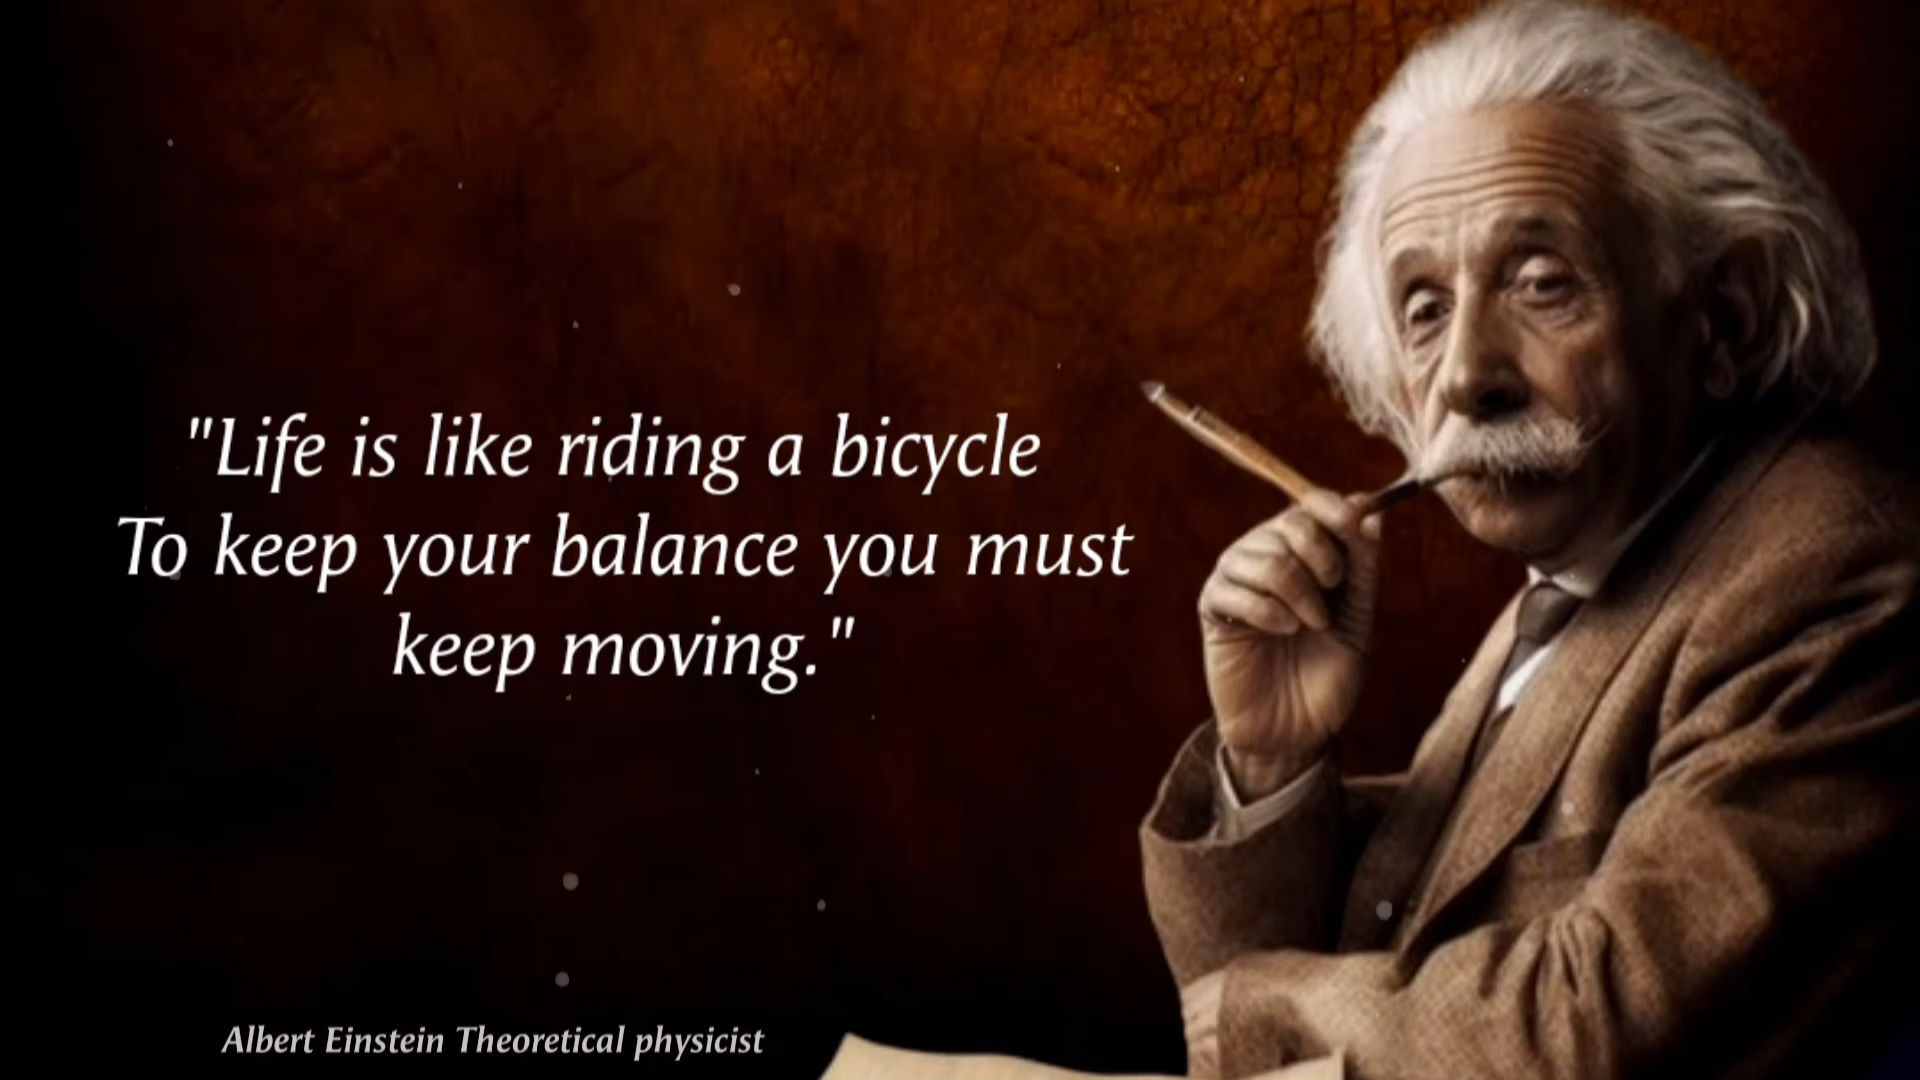 "Life is like riding a bicycle
To keep your balance you must
keep moving."
Albert Einstein Theoretical physicist